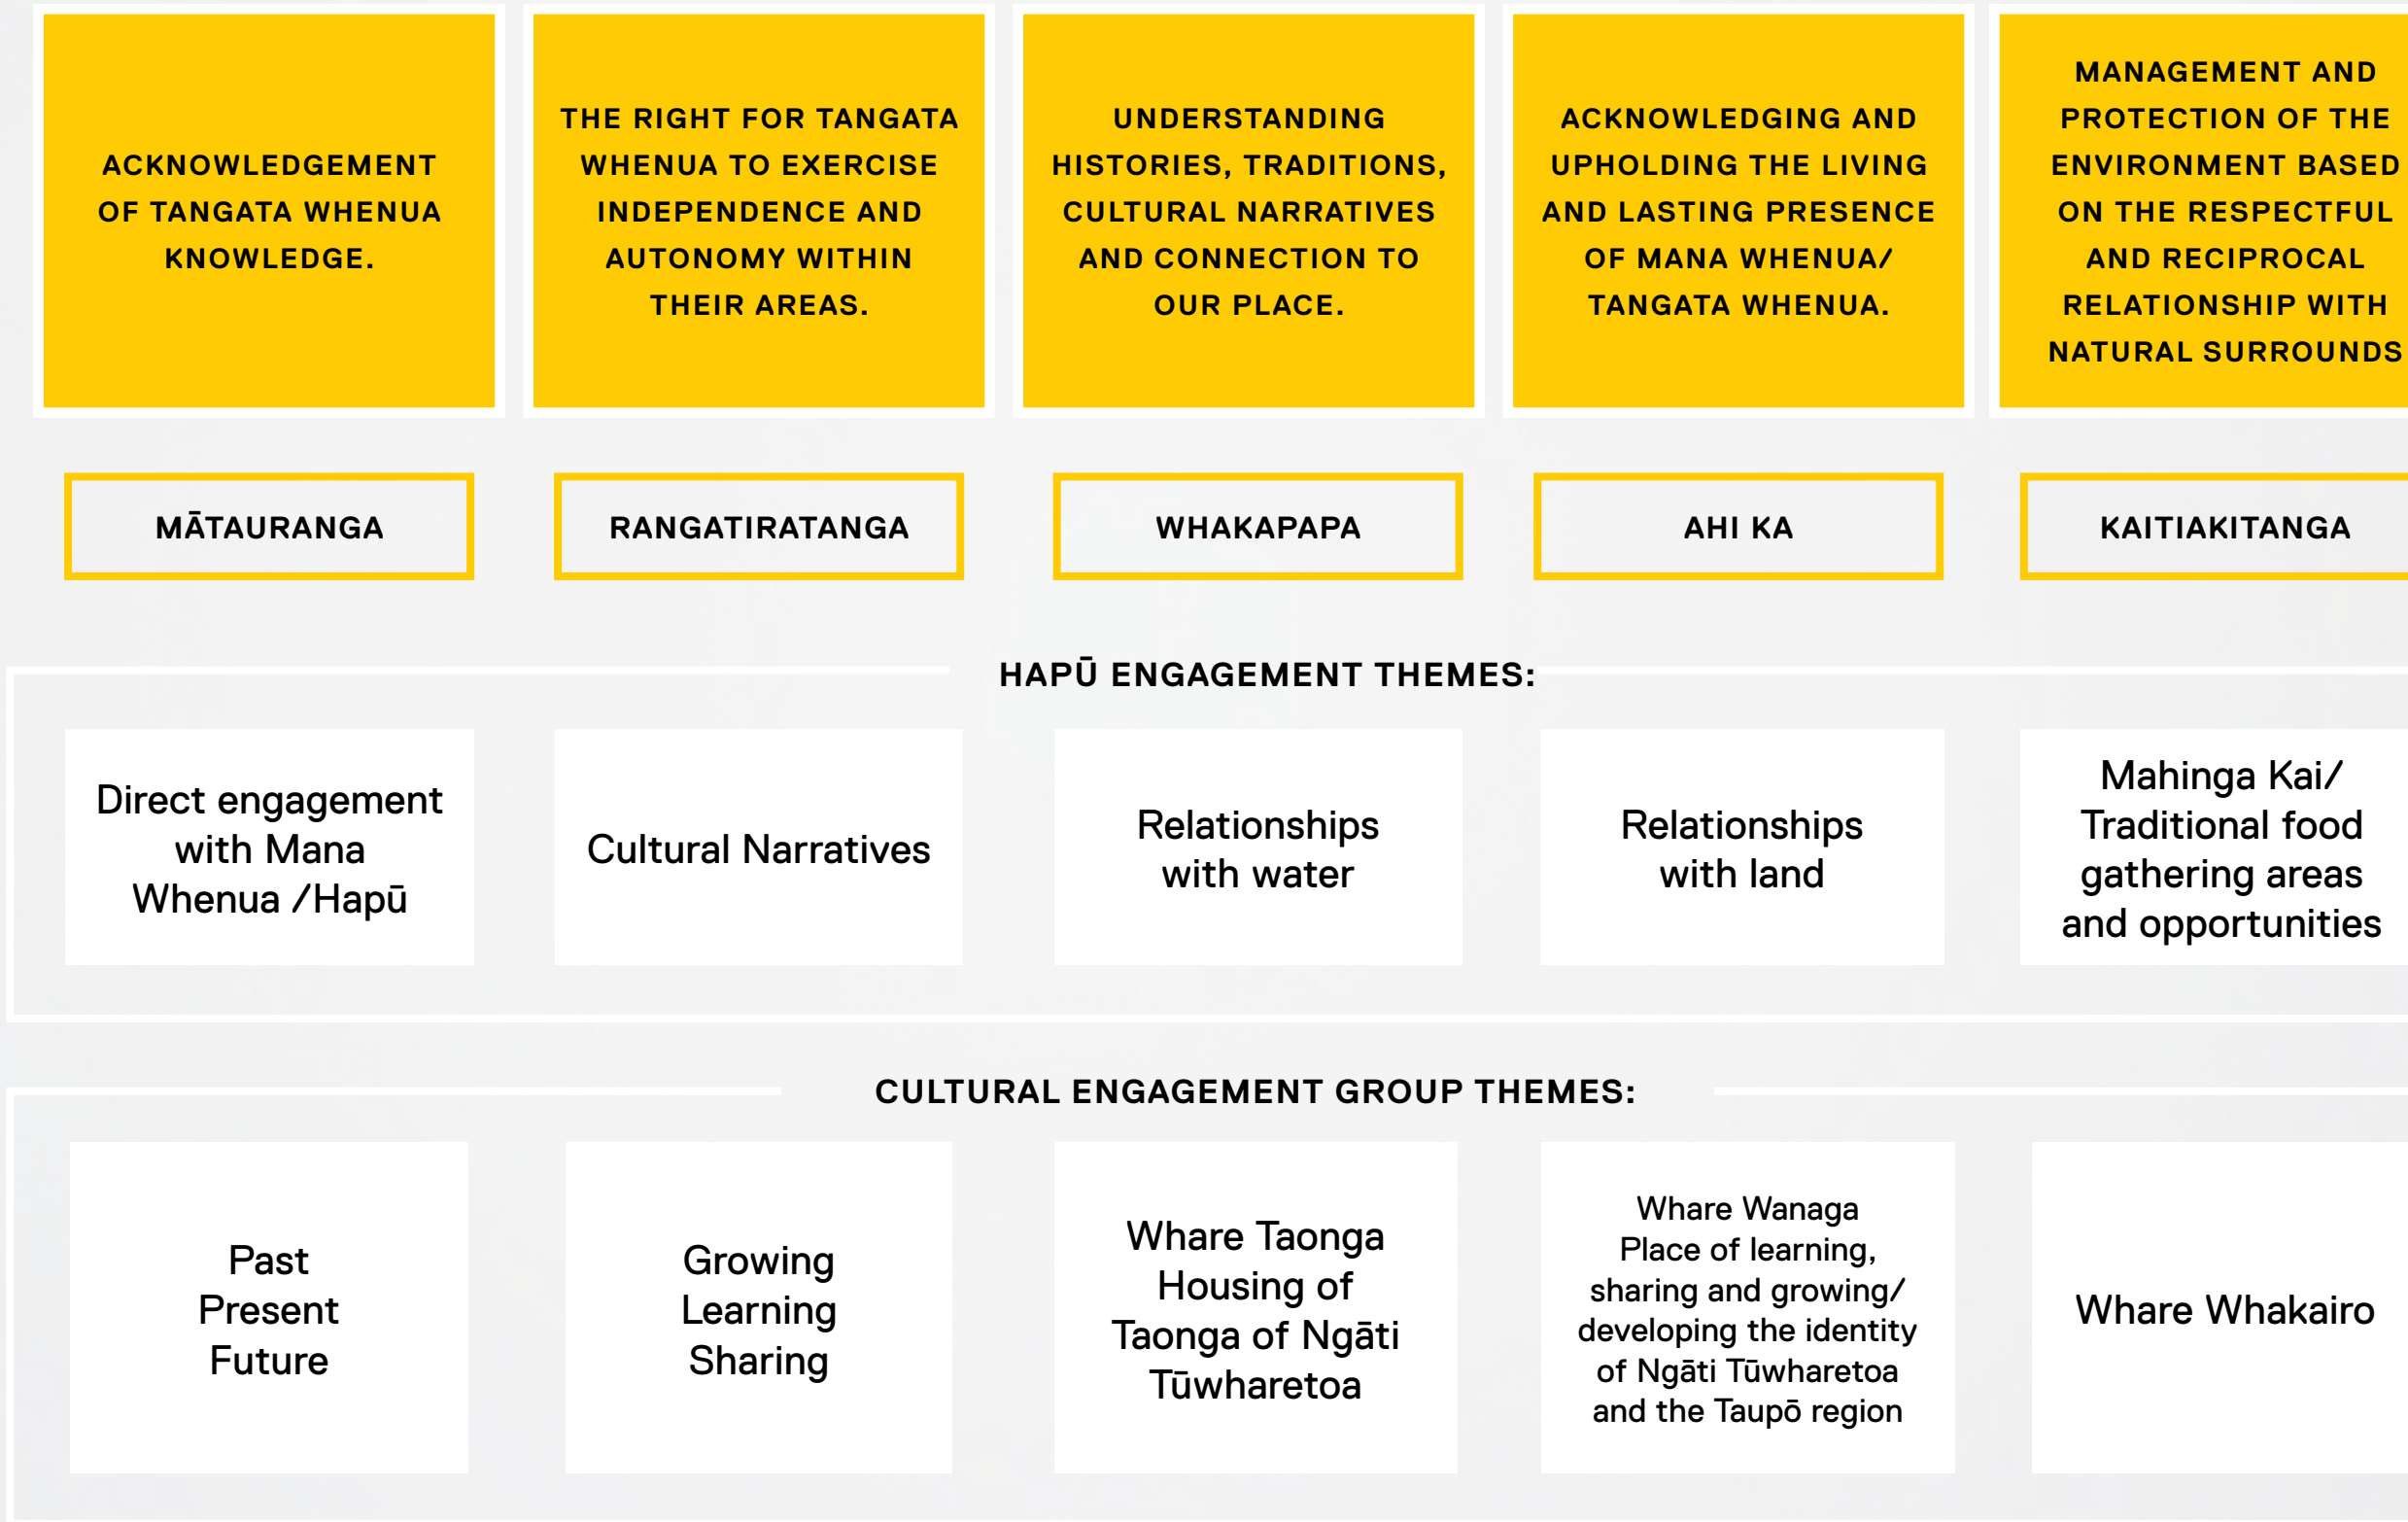 ACKNOWLEDGEMENT
OF TANGATA WHENUA
KNOWLEDGE.
THE RIGHT FOR TANGATA
WHENUA TO EXERCISE
INDEPENDENCE AND
AUTONOMY WITHIN
THEIR AREAS.
UNDERSTANDING
HISTORIES, TRADITIONS,
CULTURAL NARRATIVES
AND CONNECTION TO
OUR PLACE.
ACKNOWLEDGING AND
UPHOLDING THE LIVING
AND LASTING PRESENCE
OF MANA WHENUA/
TANGATA WHENUA.
MANAGEMENT AND
PROTECTION OF THE
ENVIRONMENT BASED
ON THE RESPECTFUL
AND RECIPROCAL
RELATIONSHIP WITH
NATURAL SURROUNDS
MĀTAURANGA
RANGATIRATANGA
WHAKAPAPA
AHI KA
KAITIAKITANGA
HAPŪ ENGAGEMENT THEMES:
Direct engagement
with Mana
Whenua /Hapū
Cultural Narratives
Relationships
with water
Relationships
with land
Mahinga Kai/
Traditional food
gathering areas
and opportunities
CULTURAL ENGAGEMENT GROUP THEMES:
Past
Present
Future
Growing
Learning
Sharing
Whare Taonga
Housing of
Taonga of Ngāti
Tūwharetoa
Whare Wanaga
Place of learning,
sharing and growing/
developing the identity
of Ngāti Tūwharetoa
and the Taupō region
Whare Whakairo